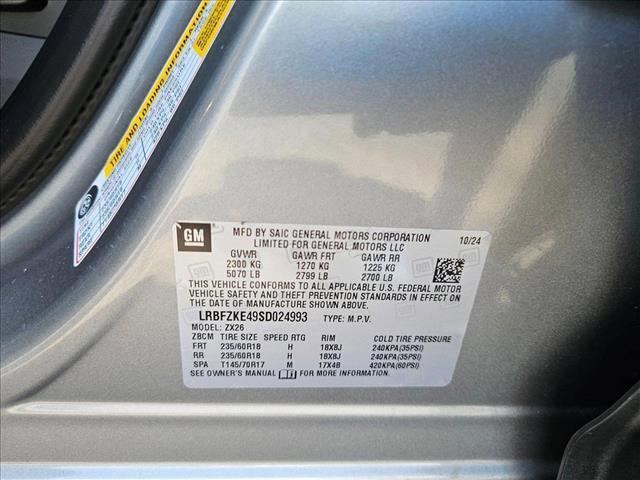 TIRE AND LOADING INFORMATION
GM
MFD BY SAIC GENERAL MOTORS CORPORATION
LIMITED FOR GENERAL MOTORS LLC
10/24
GVWR GAWR FRT GAWR RR
2300 KG 1270 KG 1225 KG
5070 LB 2799 LB 2700 LB
THIS VEHICLE CONFORMS TO ALL APPLICABLE U.S. FEDERAL MOTOR
VEHICLE SAFETY AND THEFT PREVENTION STANDARDS IN EFFECT ON
THE DATE OF MANUFACTURE SHOWN ABOVE.
LRBFZKE49SD024993 TYPE: M.P.V.
MODEL: ZX26
ZBCM TIRE SIZE SPEED RTG RIM COLD TIRE PRESSURE
FRT 235/60R18 H 18X8J 240KPA(35PSI)
RR 235/60R18 H 18X8J 240KPA(35PSI)
SPA T145/70R17 M 17X4B 420KPA(60PSI)
SEE OWNER'S MANUAL FOR MORE INFORMATION